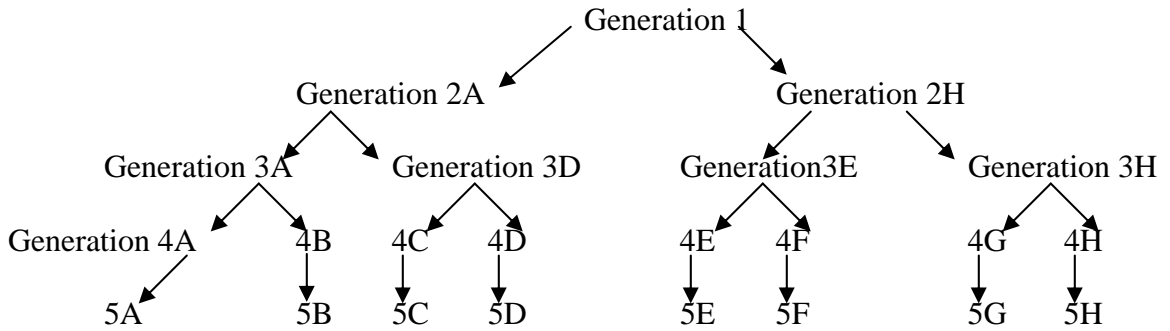 Generation 1
Generation 2A Generation 2H
Generation 3A Generation 3D Generation3E Generation 3H
Generation 4A 4B 4C 4D 4E 4F 4G 4H
5A 5B 5C 5D 5E 5F 5G 5H